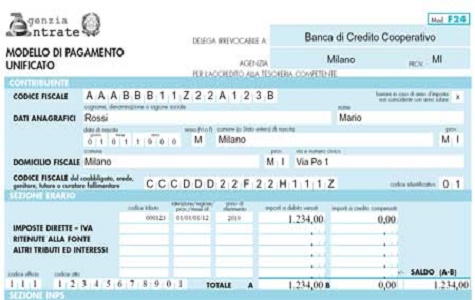 Agenzia Entrate
Mod. F24
MODELLO DI PAGAMENTO UNIFICATO
DELEGA IRREVOCABILE A Banca di Credito Cooperativo
AGENZIA Milano PROV. MI
PER L'ACCREDITO ALLA TESORERIA COMPETENTE
CONTRIBUENTE
CODICE FISCALE A A A B B B 1 1 Z 2 2 A 1 2 3 B
barrare in caso di anno d'imposta non coincidente con anno solare x
cognome, denominazione o ragione sociale nome
DATI ANAGRAFICI Rossi Mario
data di nascita sesso (M o F) comune (o Stato estero) di nascita prov.
0 1 0 1 1 0 0 0 M Milano M I
comune prov. via e numero civico
DOMICILIO FISCALE Milano M I Via Po 1
CODICE FISCALE del coobbligato, erede, genitore, tutore o curatore fallimentare C C C D D D 2 2 F 2 2 H 1 1 1 Z codice identificativo 0 1
SEZIONE ERARIO
codice tributo rateazione/regione/ prov./mese rif. anno di riferimento importi a debito versati importi a credito compensati
2010 1.234,00 0,00
IMPOSTE DIRETTE – IVA
RITENUTE ALLA FONTE
ALTRI TRIBUTI ED INTERESSI
codice ufficio codice atto +/– SALDO (A-B)
1 1 1 1 2 3 4 5 6 7 8 9 0 1 TOTALE A 1.234,00 B 0,00 1.234,00
SEZIONE INPS